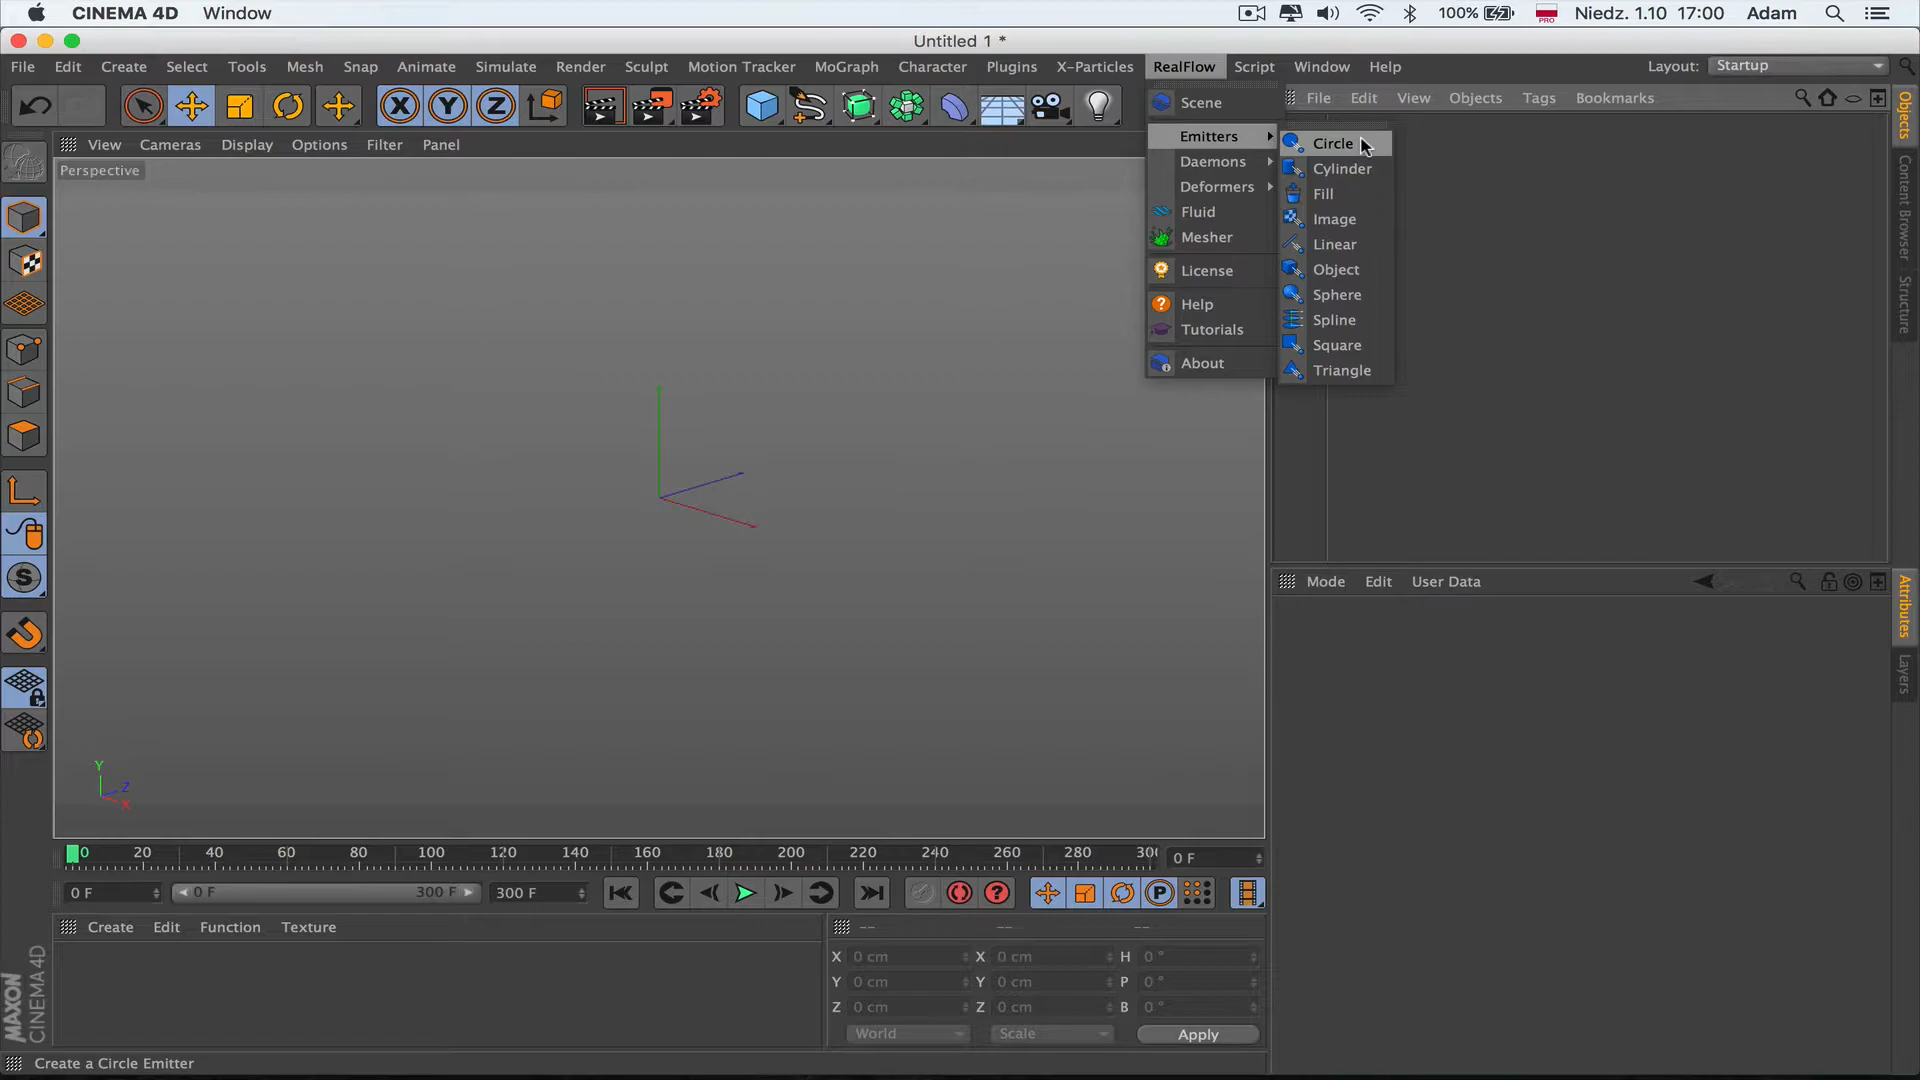 CINEMA 4D Window 100% PRO Niedz. 1.10 17:00 Adam
Untitled 1 *
File Edit Create Select Tools Mesh Snap Animate Simulate Render Sculpt Motion Tracker MoGraph Character Plugins X-Particles RealFlow Script Window Help Layout: Startup
X Y Z
File Edit View Objects Tags Bookmarks
View Cameras Display Options Filter Panel
Perspective
Scene
Emitters
Daemons
Deformers
Fluid
Mesher
License
Help
Tutorials
About
Circle
Cylinder
Fill
Image
Linear
Object
Sphere
Spline
Square
Triangle
Objects
Content Browser
Structure
Mode Edit User Data
Attributes
Layers
S
Y
Z
X
0 20 40 60 80 100 120 140 160 180 200 220 240 260 280 300 0 F
0 F 0 F 300 F 300 F ? P
Create Edit Function Texture
-- -- --
X 0 cm X 0 cm H 0 °
Y 0 cm Y 0 cm P 0 °
Z 0 cm Z 0 cm B 0 °
World Scale Apply
MAXON
CINEMA 4D
Create a Circle Emitter